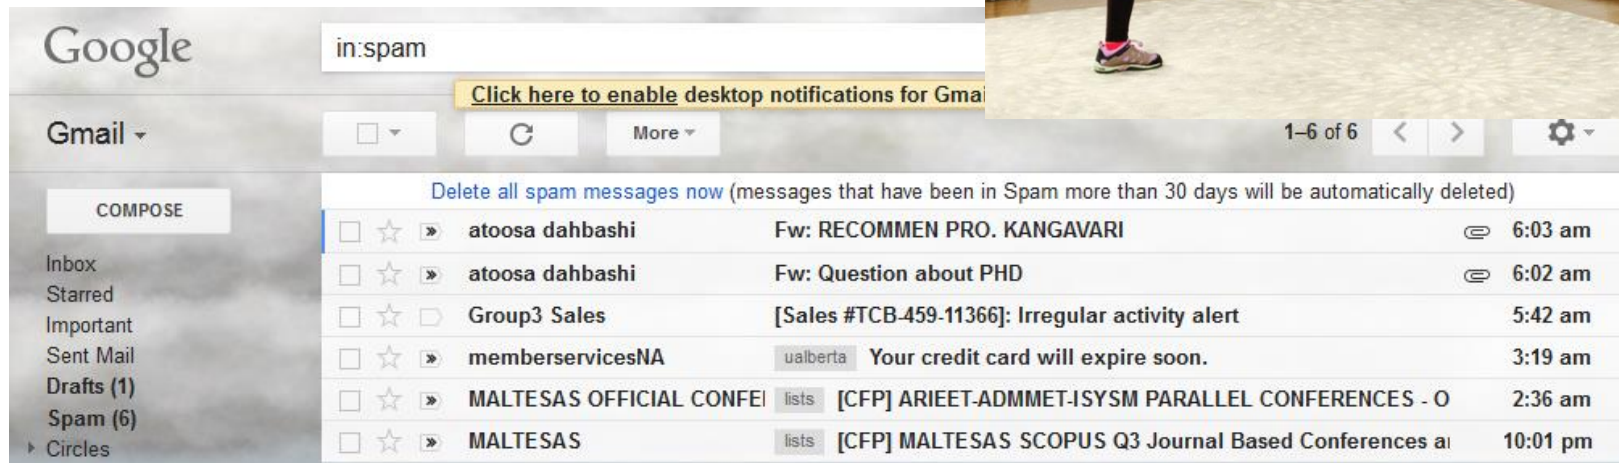 Google
in:spam
Click here to enable desktop notifications for Gmai
Gmail
More
1–6 of 6
COMPOSE
Inbox
Starred
Important
Sent Mail
Drafts (1)
Spam (6)
Circles
Delete all spam messages now (messages that have been in Spam more than 30 days will be automatically deleted)
atoosa dahbashi Fw: RECOMMEN PRO. KANGAVARI 6:03 am
atoosa dahbashi Fw: Question about PHD 6:02 am
Group3 Sales [Sales #TCB-459-11366]: Irregular activity alert 5:42 am
memberservicesNA ualberta Your credit card will expire soon. 3:19 am
MALTESAS OFFICIAL CONFE lists [CFP] ARIEET-ADMMET-ISYSM PARALLEL CONFERENCES - O 2:36 am
MALTESAS lists [CFP] MALTESAS SCOPUS Q3 Journal Based Conferences a 10:01 pm